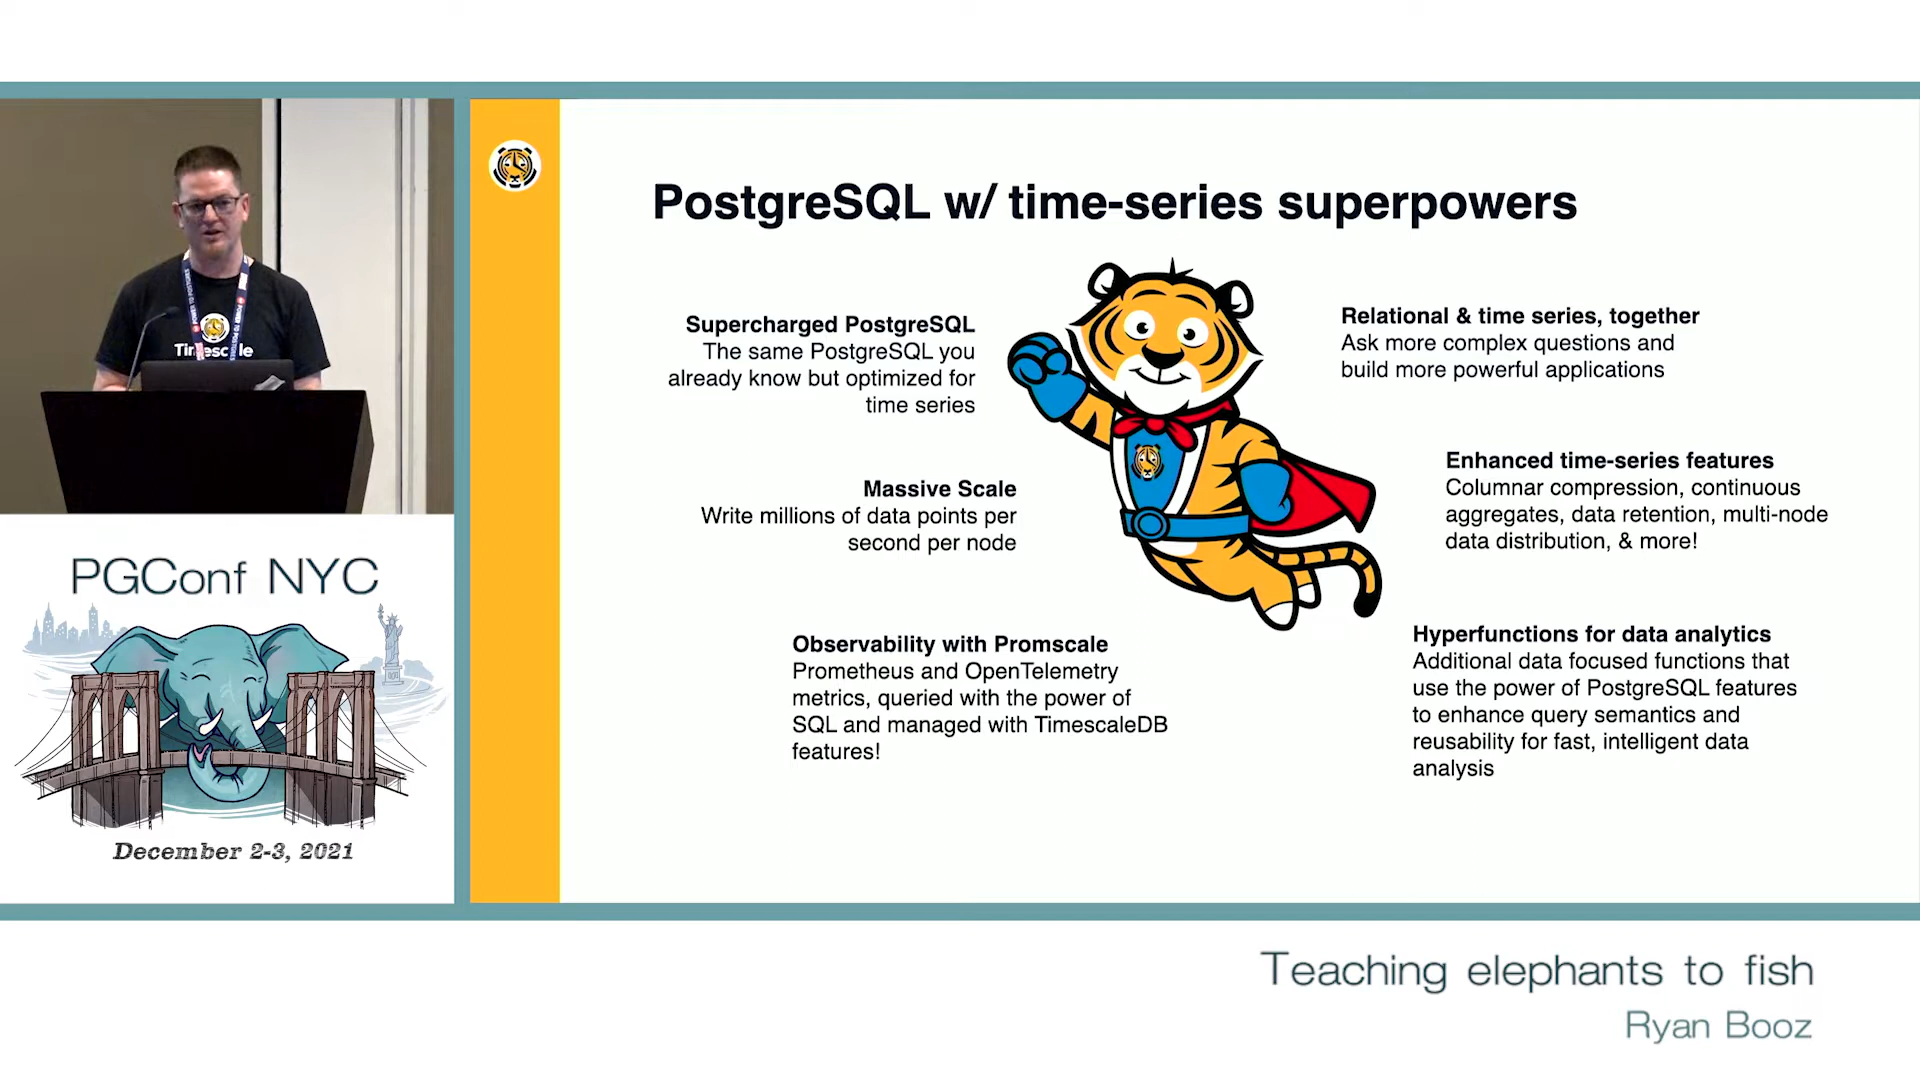 PostgreSQL w/ time-series superpowers
Supercharged PostgreSQL
The same PostgreSQL you
already know but optimized for
time series
Massive Scale
Write millions of data points per
second per node
Observability with Promscale
Prometheus and OpenTelemetry
metrics, queried with the power of
SQL and managed with TimescaleDB
features!
Relational & time series, together
Ask more complex questions and
build more powerful applications
Enhanced time-series features
Columnar compression, continuous
aggregates, data retention, multi-node
data distribution, & more!
Hyperfunctions for data analytics
Additional data focused functions that
use the power of PostgreSQL features
to enhance query semantics and
reusability for fast, intelligent data
analysis
PGConf NYC
December 2-3, 2021
Teaching elephants to fish
Ryan Booz